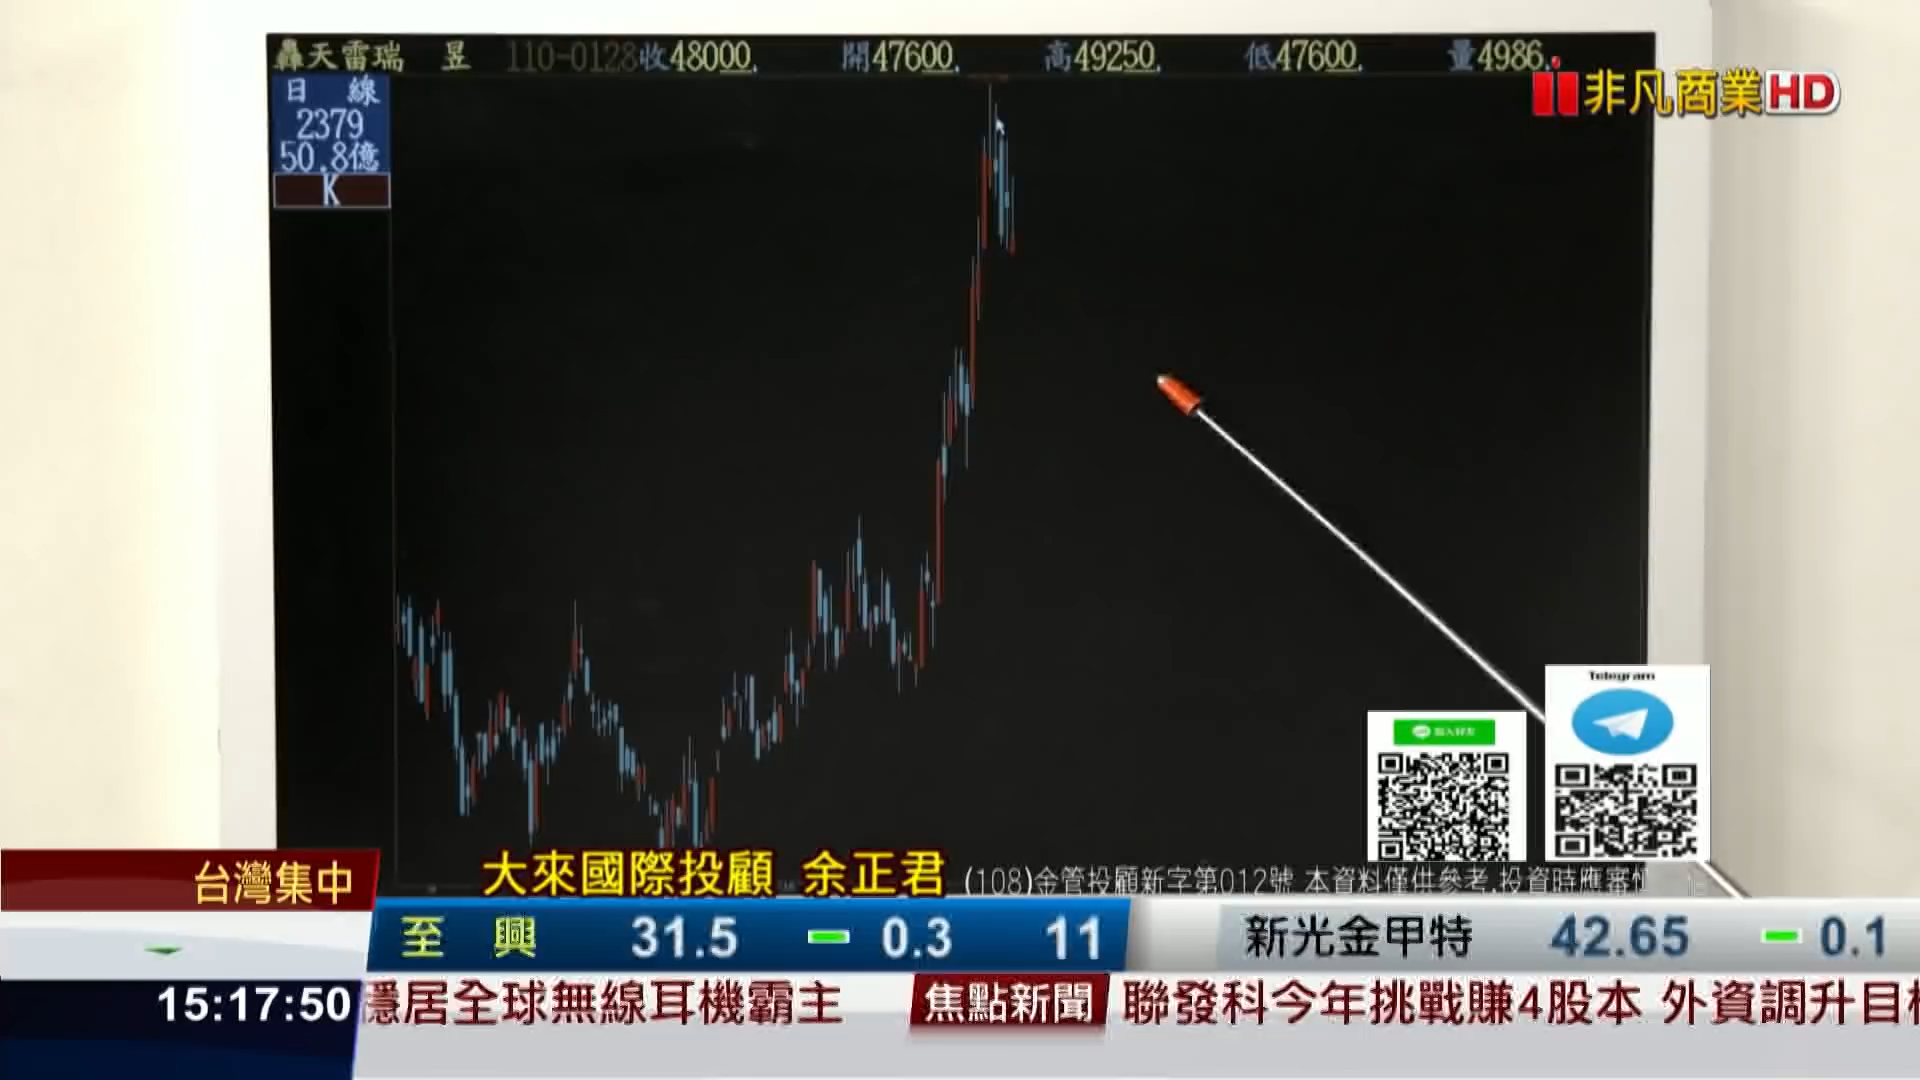 轟天雷瑞 昱 110-0128收48000. 開47600. 高49250. 低47600. 量4986.
日 線
2379
50.8億
K
非凡商業HD
Telegram
加入好友
台灣集中
大來國際投顧 余正君
(108)金管投顧新字第012號 本資料僅供參考,投資時應審
至 興 31.5 0.3 11
新光金甲特 42.65 0.1
15:17:50
穩居全球無線耳機霸主
焦點新聞
聯發科今年挑戰賺4股本 外資調升目